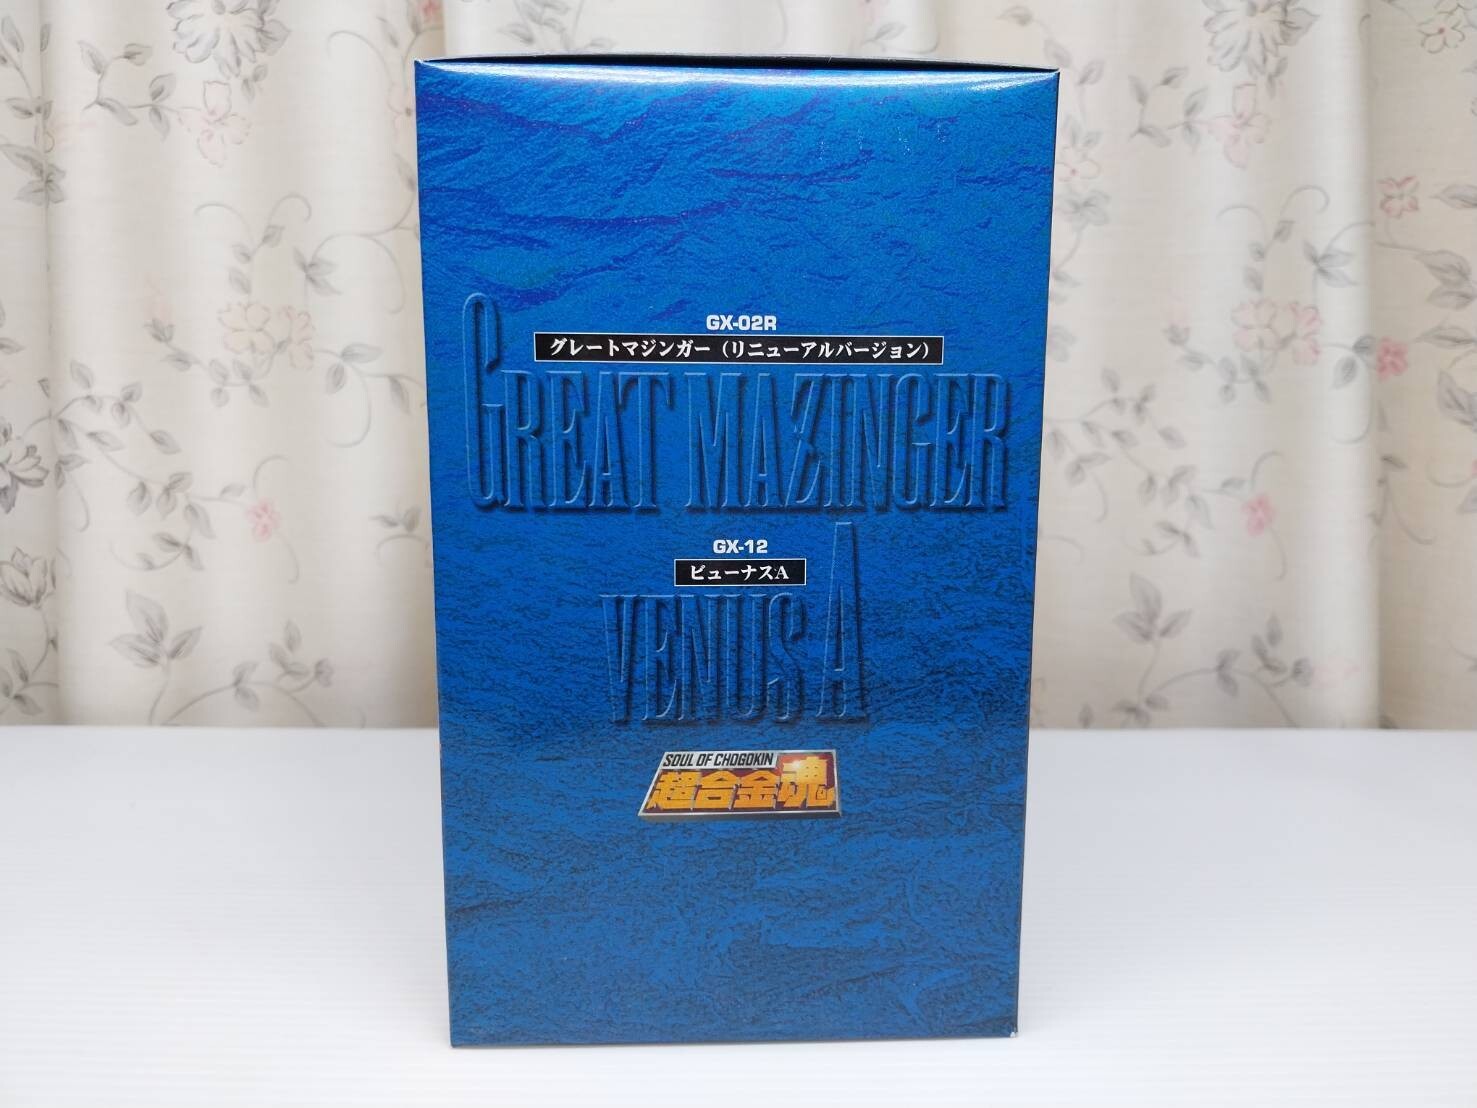 GX-02R
グレートマジンガー（リニューアルバージョン）
GREAT MAZINGER
GX-12
ビューナスA
VENUS A
SOUL OF CHOGOKIN
超合金魂